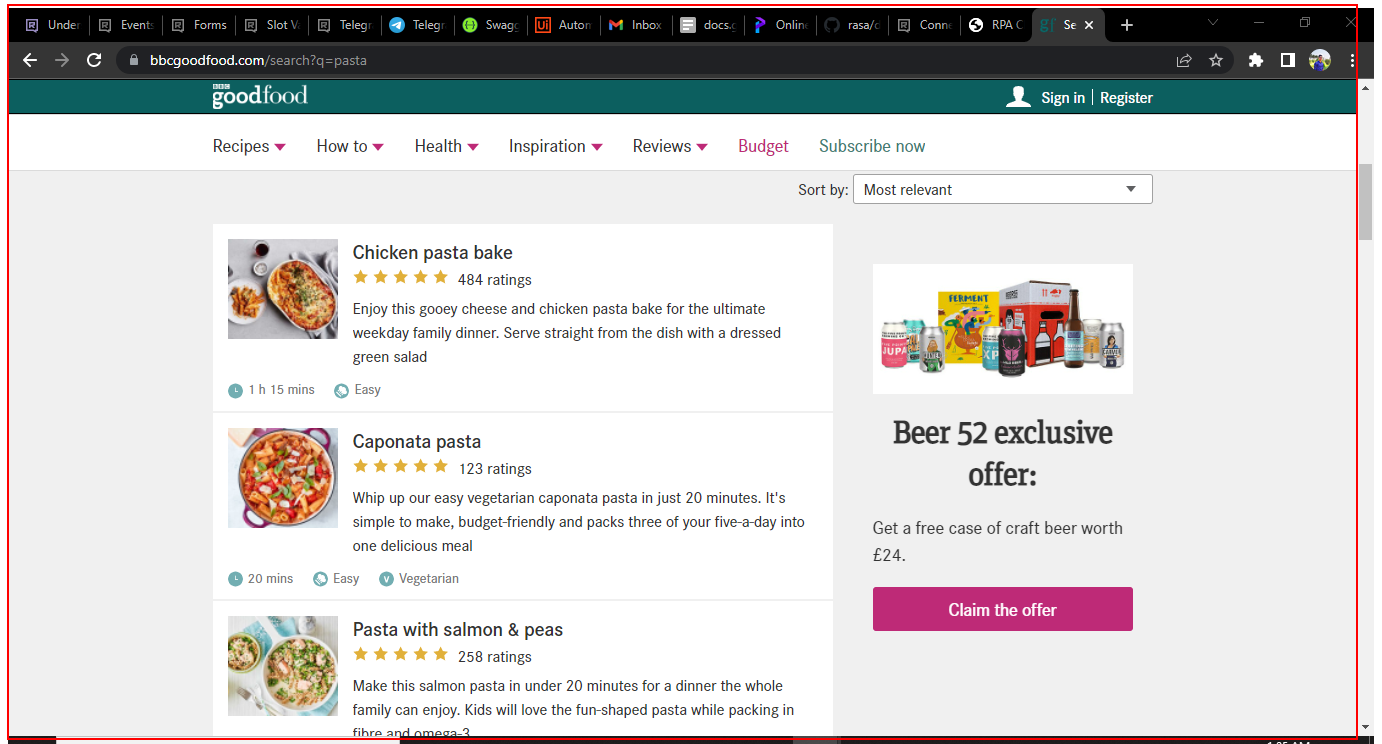 Under
Events
Forms
Slot Va
Telegr
Telegr
Swagg
Autom
Inbox
docs.g
Online
rasa/d
Conne
RPA C
Se
bbcgoodfood.com/search?q=pasta
BBC
goodfood
Sign in | Register
Recipes
How to
Health
Inspiration
Reviews
Budget
Subscribe now
Sort by: Most relevant
Chicken pasta bake
484 ratings
Enjoy this gooey cheese and chicken pasta bake for the ultimate
weekday family dinner. Serve straight from the dish with a dressed
green salad
1 h 15 mins
Easy
Caponata pasta
123 ratings
Whip up our easy vegetarian caponata pasta in just 20 minutes. It's
simple to make, budget-friendly and packs three of your five-a-day into
one delicious meal
20 mins
Easy
V Vegetarian
Pasta with salmon & peas
258 ratings
Make this salmon pasta in under 20 minutes for a dinner the whole
family can enjoy. Kids will love the fun-shaped pasta while packing in
fibre and omega-3
FERMENT
JUPA
Beer 52 exclusive
offer:
Get a free case of craft beer worth
£24.
Claim the offer